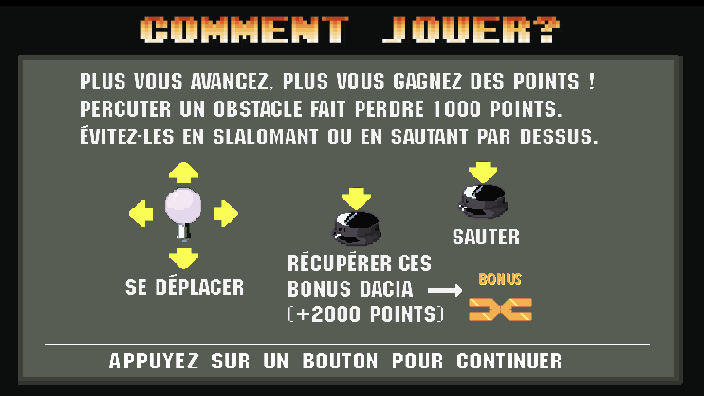 COMMENT JOUER?
PLUS VOUS AVANCEZ, PLUS VOUS GAGNEZ DES POINTS !
PERCUTER UN OBSTACLE FAIT PERDRE 1000 POINTS.
ÉVITEZ-LES EN SLALOMANT OU EN SAUTANT PAR DESSUS.
SE DÉPLACER
RÉCUPÉRER CES
BONUS DACIA
(+2000 POINTS)
SAUTER
BONUS
APPUYEZ SUR UN BOUTON POUR CONTINUER